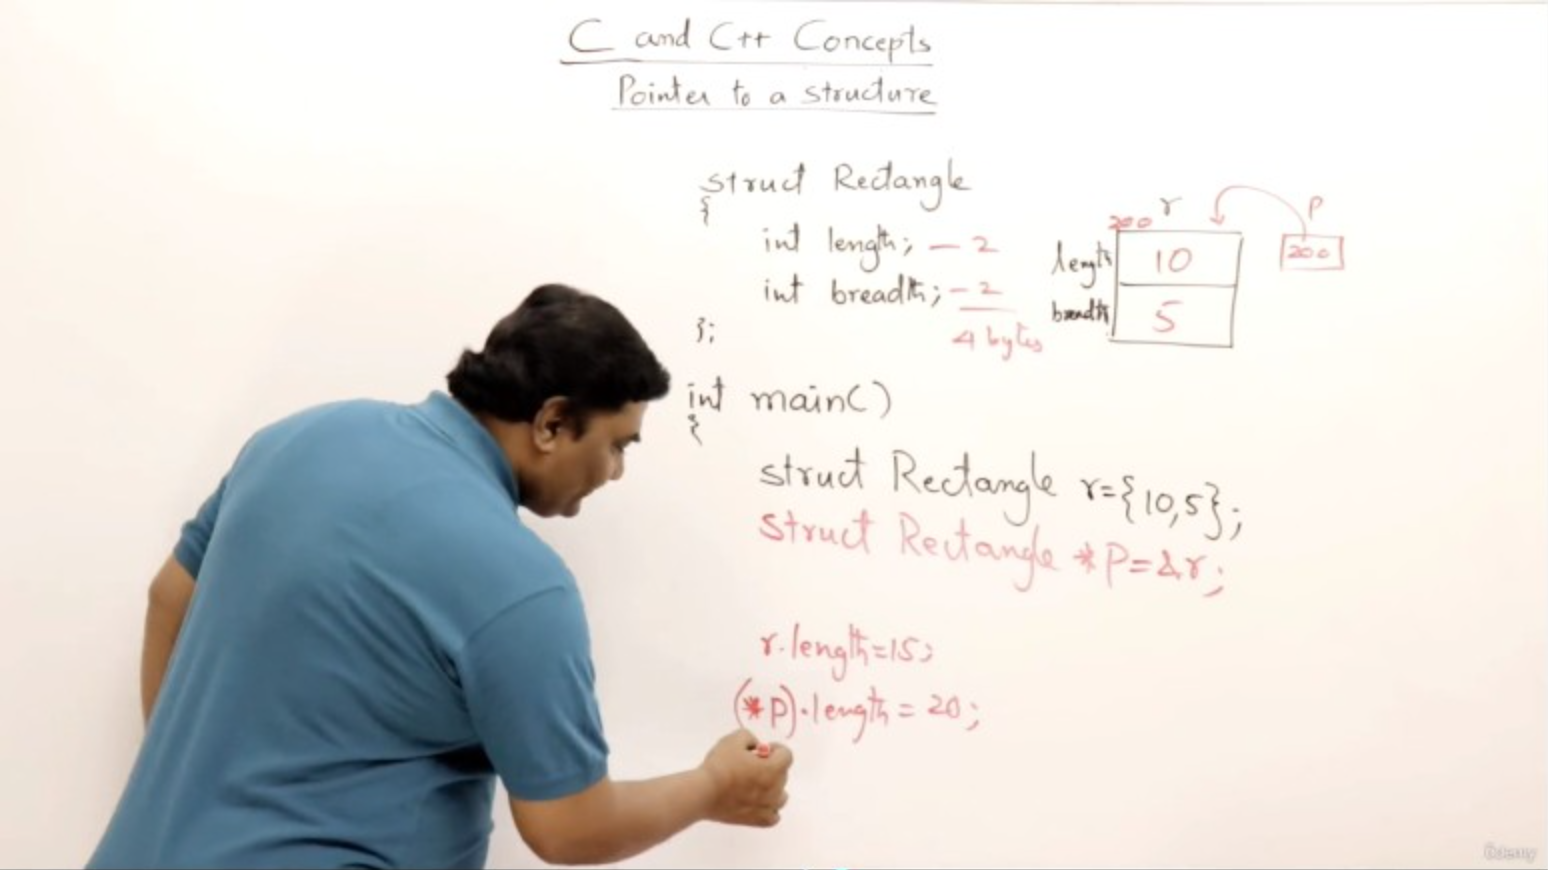 C and C++ Concepts
Pointer to a structure
struct Rectangle
{
int length; — 2
int breadth; — 2
4 bytes
};
r
200
length 10
breadth 5
p
200
int main()
{
struct Rectangle r={10,5};
struct Rectangle *p=&r;
r.length=15;
(*p).length = 20;
Udemy